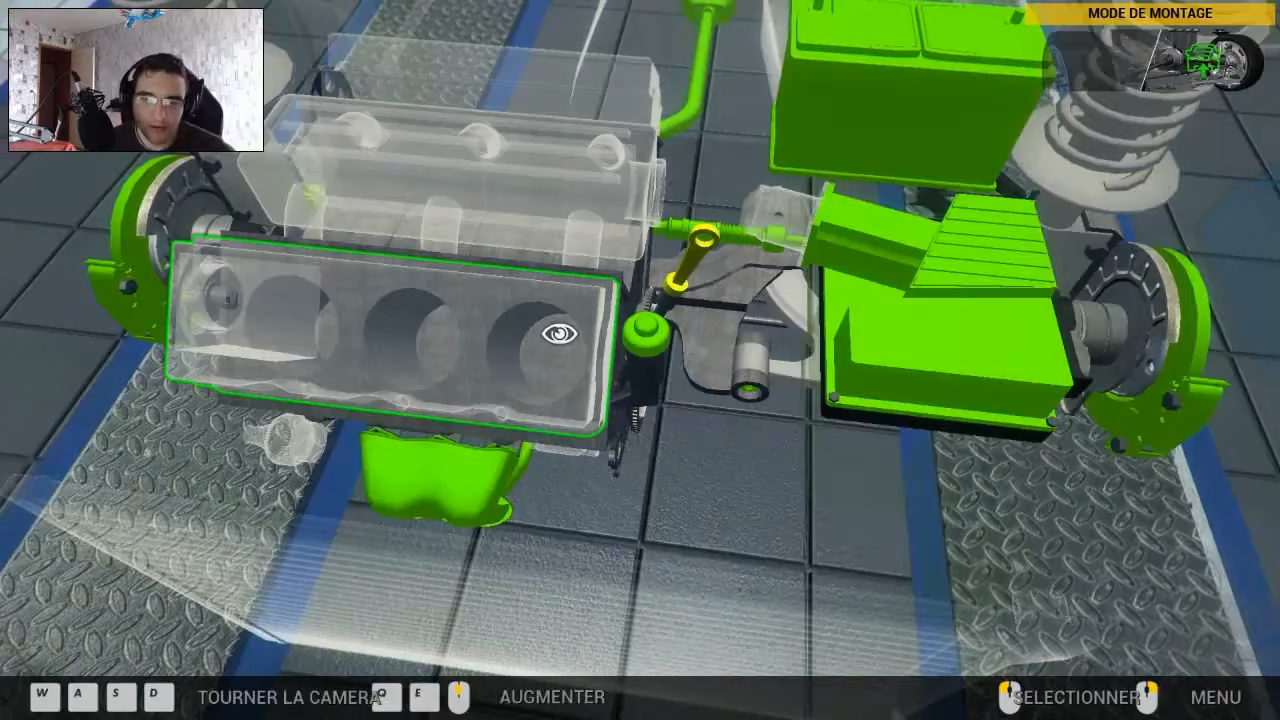 MODE DE MONTAGE
W A S D TOURNER LA CAMERA Q E AUGMENTER SELECTIONNER MENU